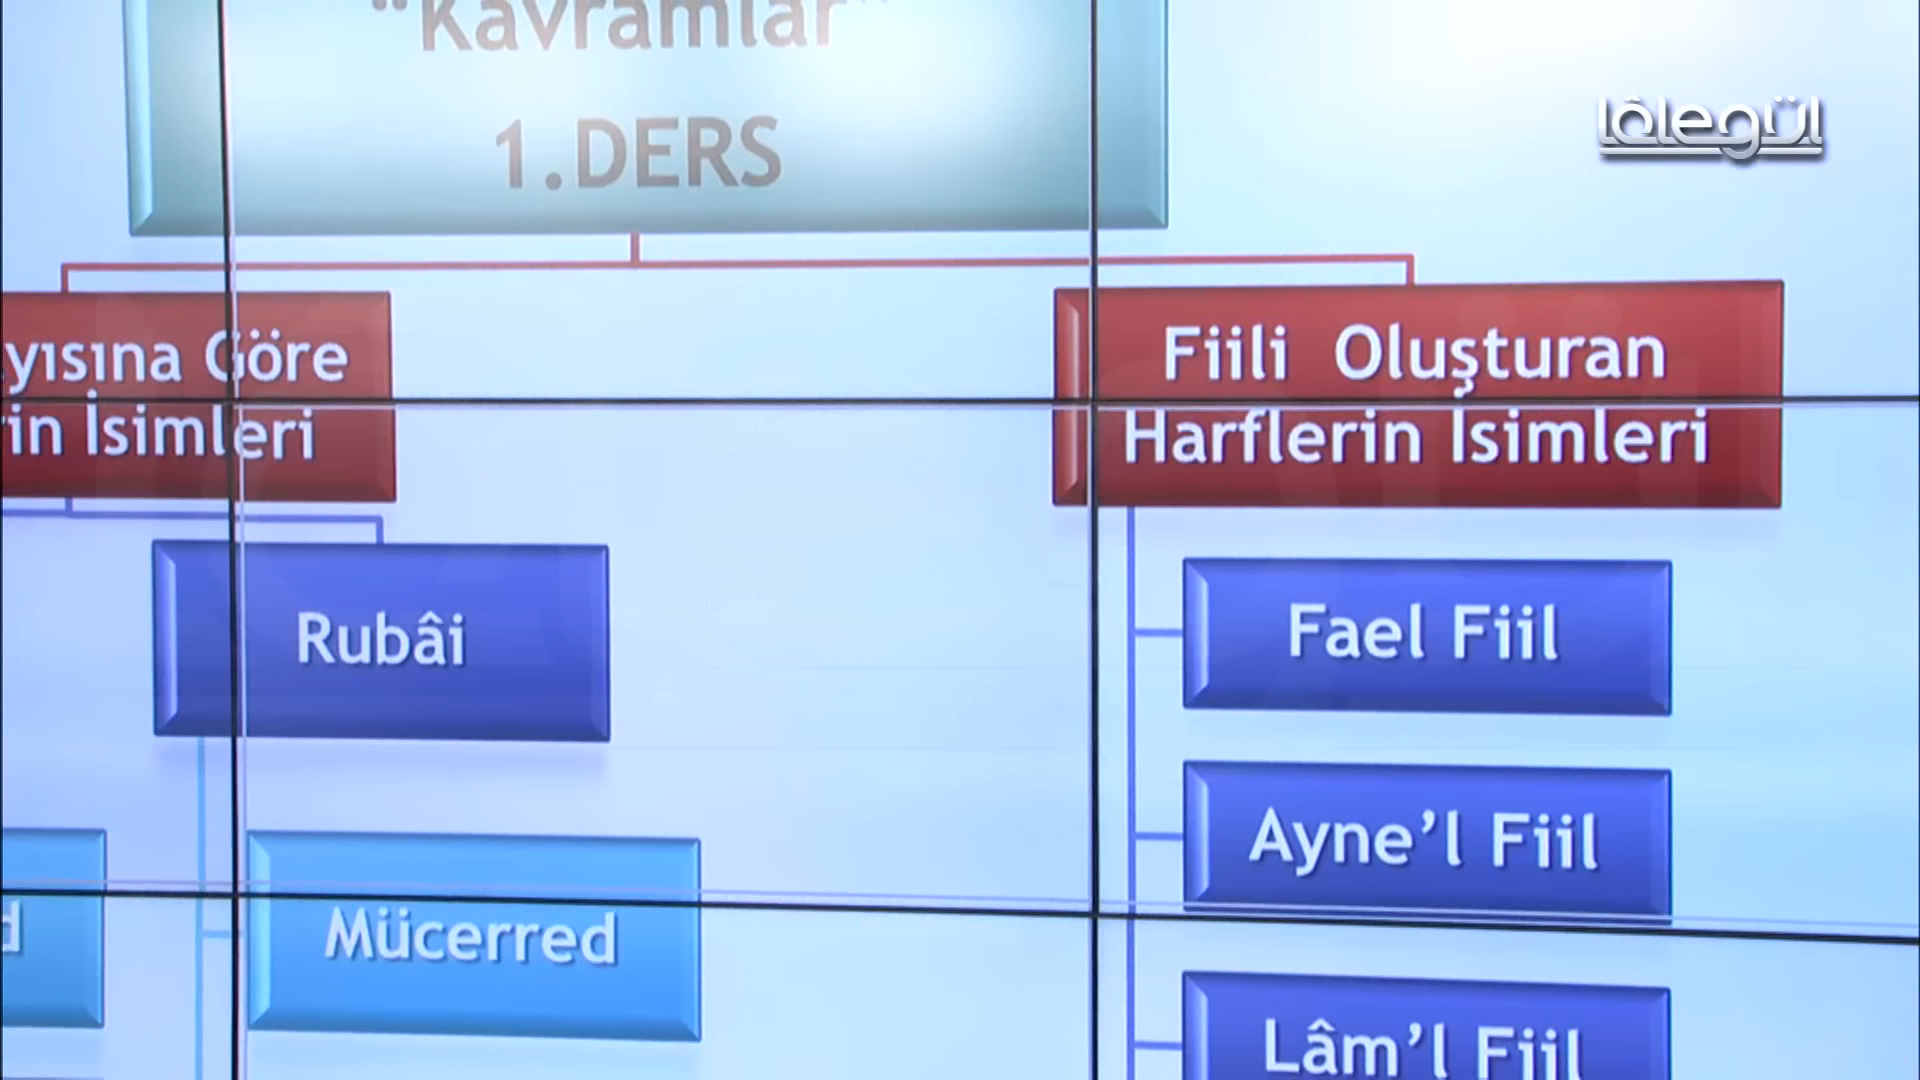 "Kavramlar"
1.DERS
lâlegül
yısına Göre
rin İsimleri
Fiili Oluşturan
Harflerin İsimleri
Rubâi
Fael Fiil
Ayne’l Fiil
d
Mücerred
Lâm’l Fiil